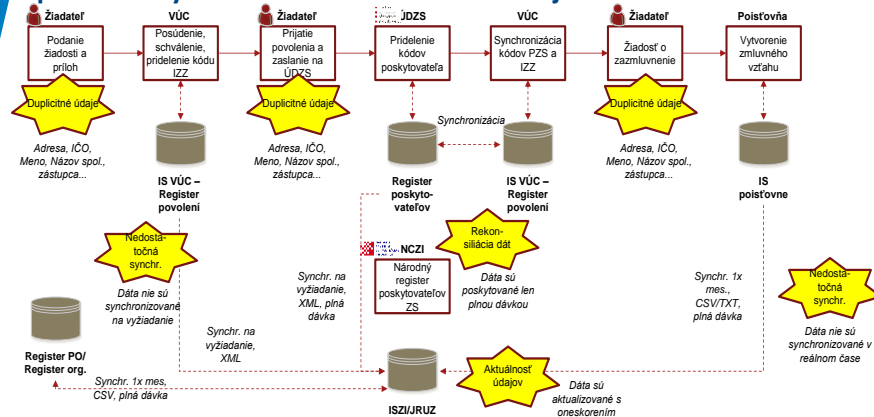 Žiadateľ
VÚC
Žiadateľ
ÚDZS
VÚC
Žiadateľ
Poisťovňa
Podanie
žiadosti a
príloh
Posúdenie,
schválenie,
pridelenie kódu
IZZ
Prijatie
povolenia a
zaslanie na
ÚDZS
Pridelenie
kódov
poskytovateľa
Synchronizácia
kódov PZS a
IZZ
Žiadosť o
zazmluvnenie
Vytvorenie
zmluvného
vzťahu
Duplicitné údaje
Duplicitné údaje
Duplicitné údaje
Synchronizácia
Adresa, IČO,
Meno, Názov spol.,
zástupca...
Adresa, IČO,
Meno, Názov spol.,
zástupca...
Adresa, IČO,
Meno, Názov spol.,
zástupca...
IS VÚC –
Register
povolení
Register
poskyto-
vateľov
IS VÚC –
Register
povolení
IS
poisťovne
Nedosta-
točná
synchr.
Dáta nie sú
synchronizované
na vyžiadanie
NCZI
Národný
register
poskytovateľov
ZS
Rekon-
siliácia dát
Dáta sú
poskytované len
plnou dávkou
Synchr. na
vyžiadanie,
XML, plná
dávka
Synchr. 1x
mes.,
CSV/TXT,
plná dávka
Nedosta-
točná
synchr.
Dáta nie sú
synchronizované v
reálnom čase
Synchr. na
vyžiadanie,
XML
Register PO/
Register org.
Synchr. 1x mes,
CSV, plná dávka
ISZI/JRUZ
Aktuálnosť
údajov
Dáta sú
aktualizované s
oneskorením